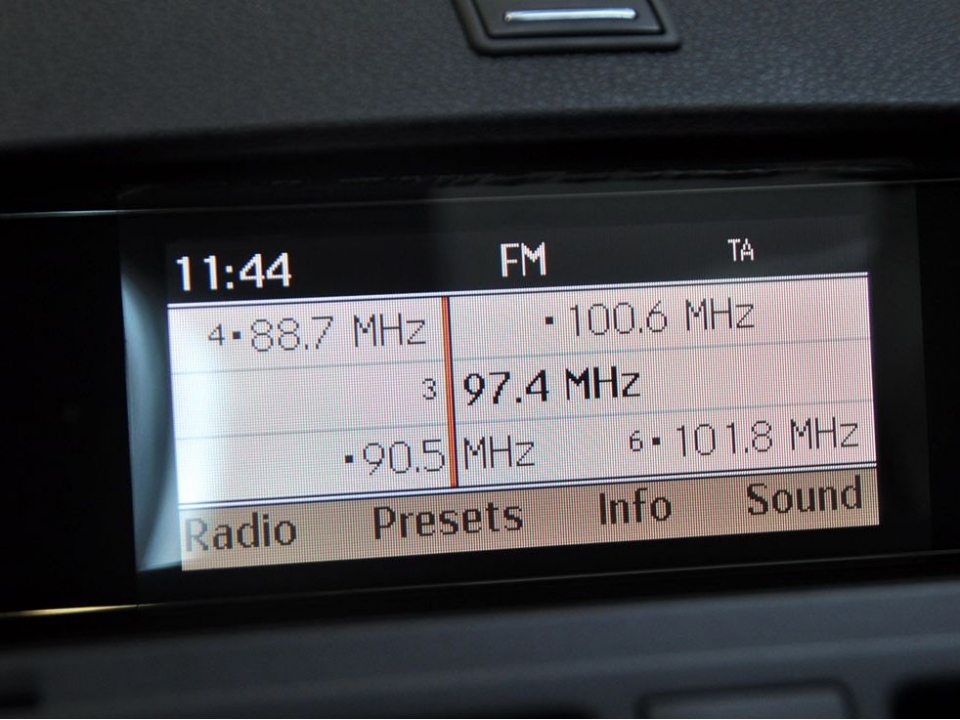 11:44 FM TA
4·88.7 MHz ·100.6 MHz
3 97.4 MHz
·90.5 MHz 6·101.8 MHz
Radio Presets Info Sound